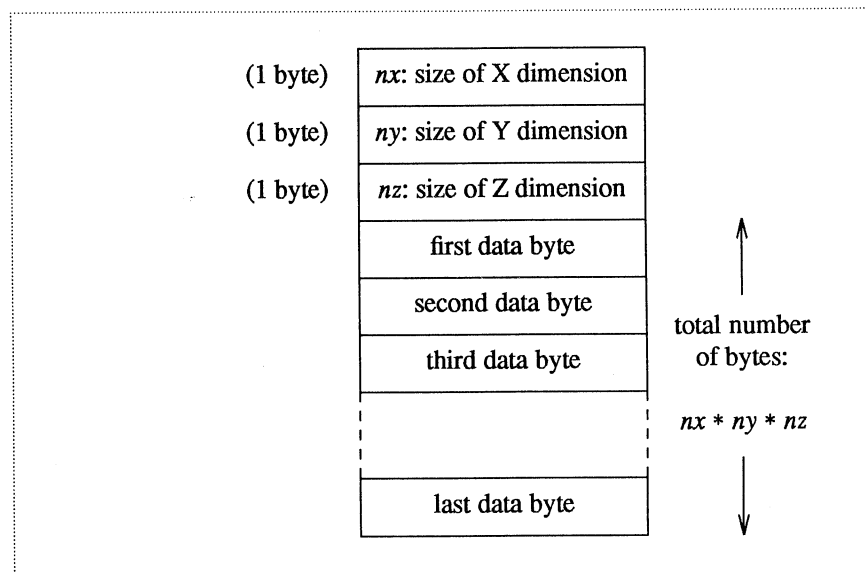 (1 byte) nx: size of X dimension
(1 byte) ny: size of Y dimension
(1 byte) nz: size of Z dimension
first data byte
second data byte
third data byte
total number
of bytes:
nx * ny * nz
last data byte